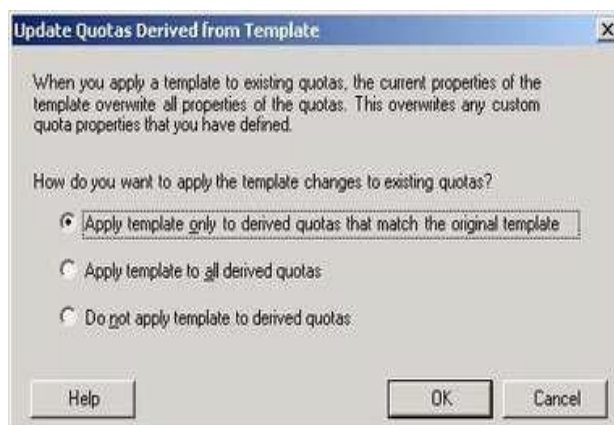 Update Quotas Derived from Template
When you apply a template to existing quotas, the current properties of the
template overwrite all properties of the quotas. This overwrites any custom
quota properties that you have defined.
How do you want to apply the template changes to existing quotas?
Apply template only to derived quotas that match the original template
Apply template to all derived quotas
Do not apply template to derived quotas
Help OK Cancel